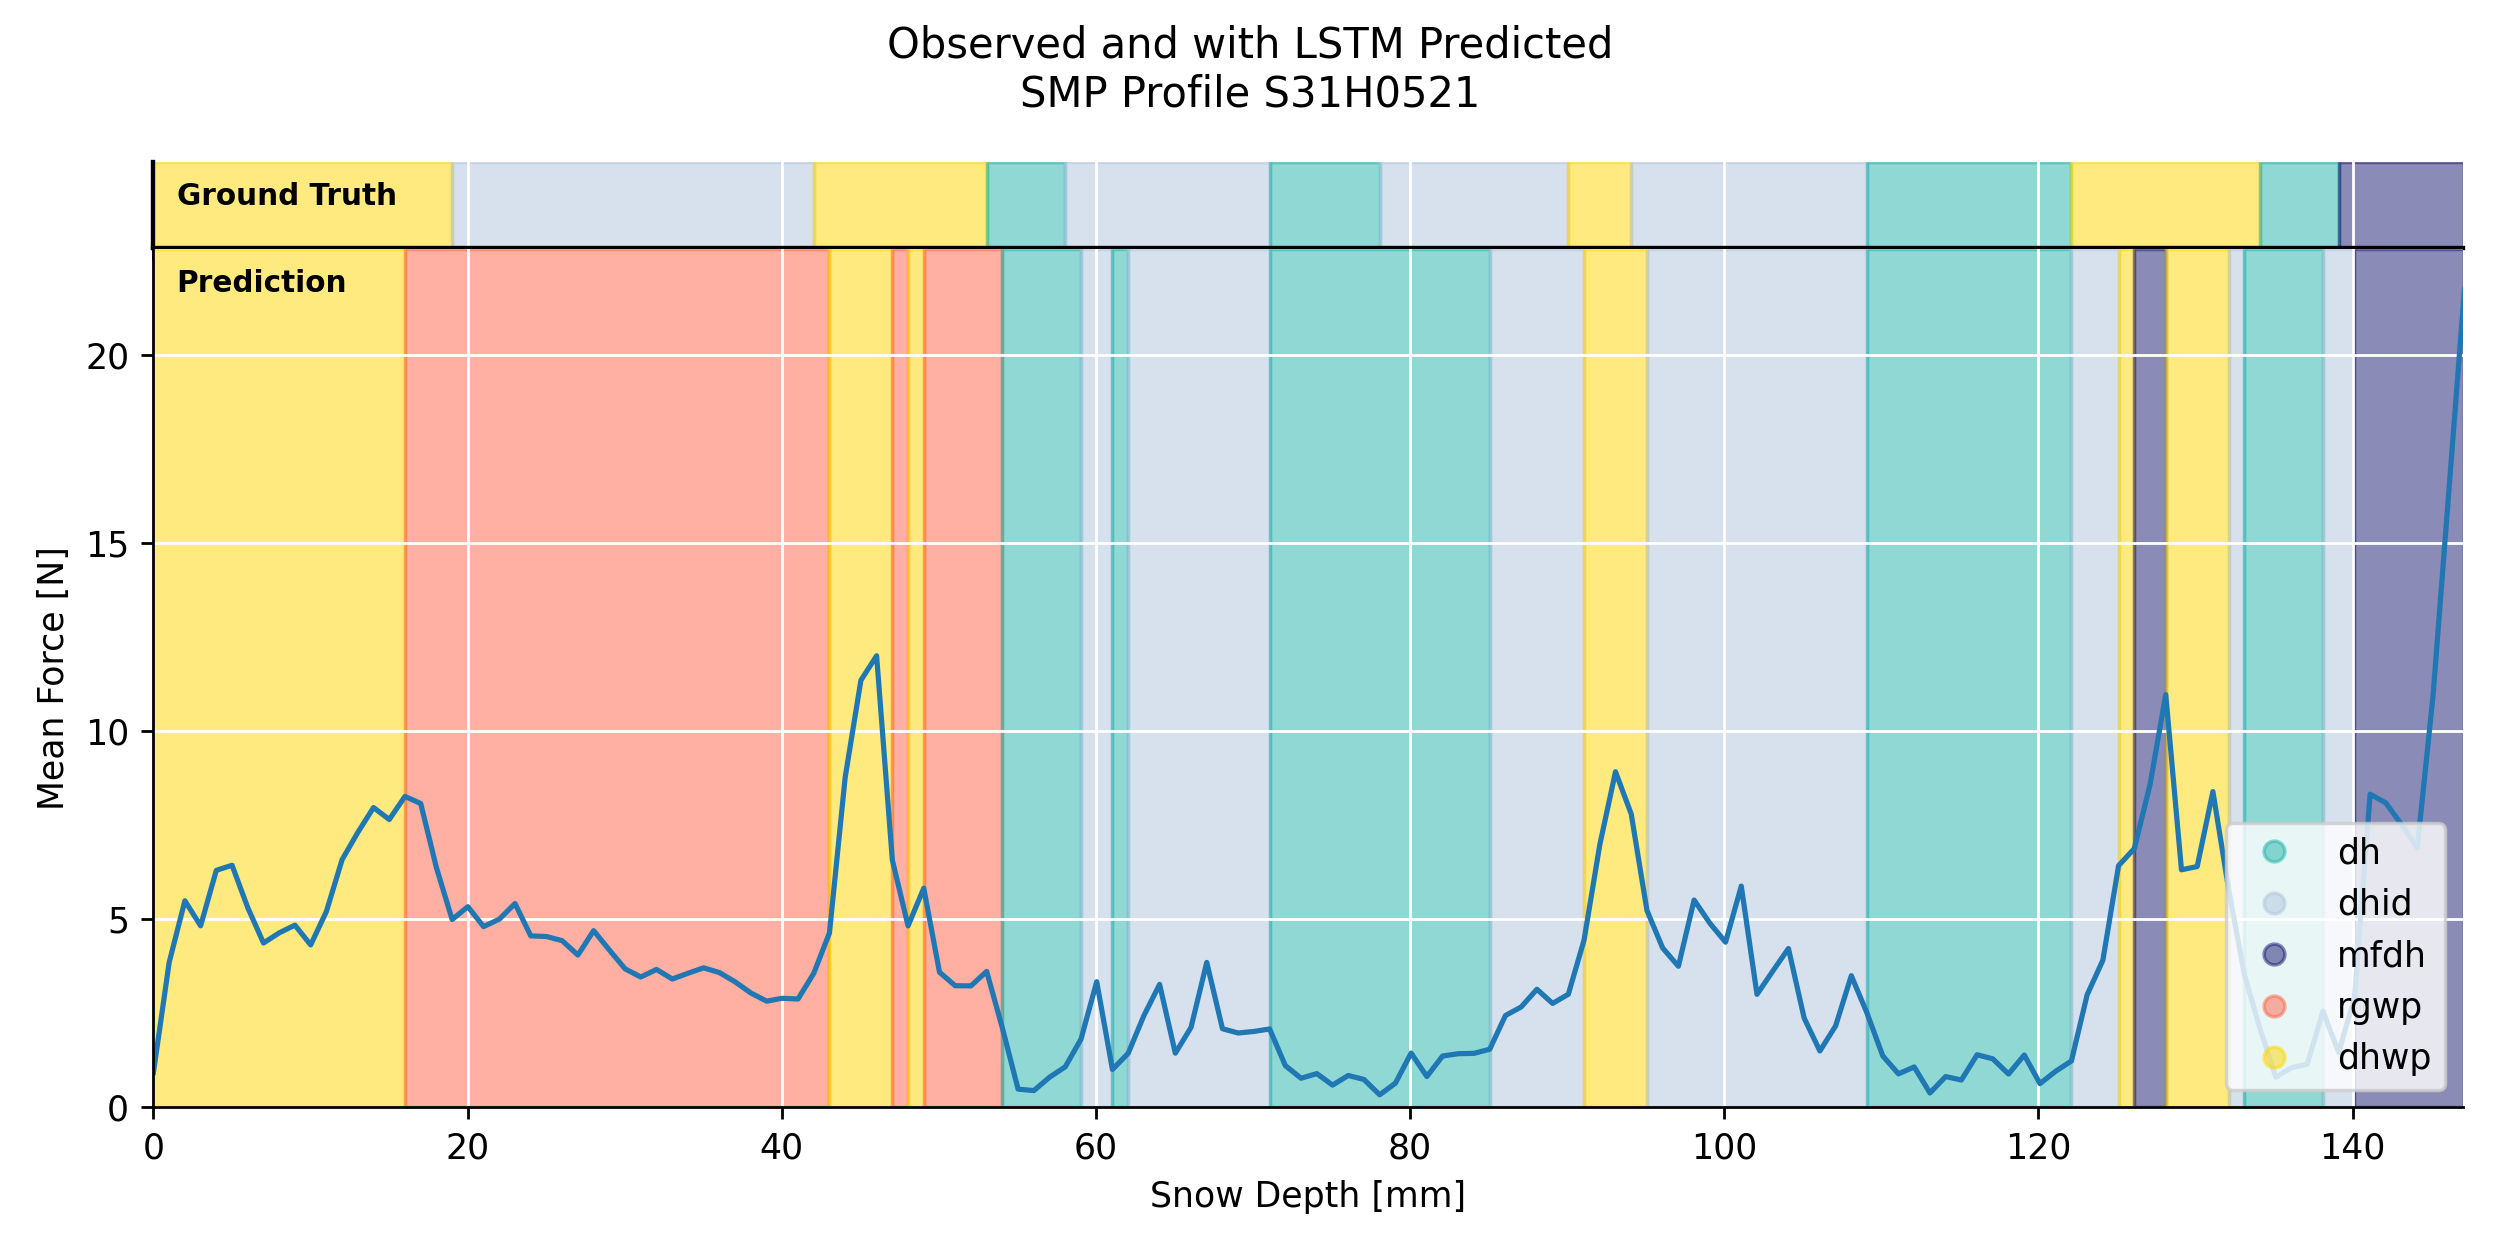 Observed and with LSTM Predicted
SMP Profile S31H0521
Ground Truth
Prediction
Mean Force [N]
20
15
10
5
0
dh
dhid
mfdh
rgwp
dhwp
0 20 40 60 80 100 120 140
Snow Depth [mm]